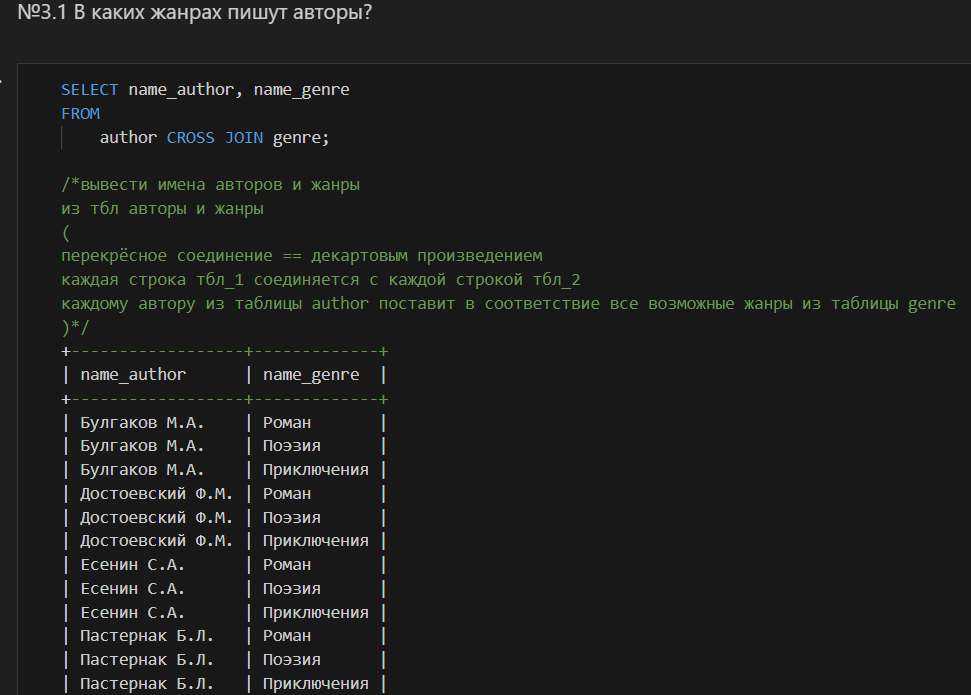 №3.1 В каких жанрах пишут авторы?
SELECT name_author, name_genre
FROM
author CROSS JOIN genre;
/*вывести имена авторов и жанры
из тбл авторы и жанры
(
перекрёсное соединение == декартовым произведением
каждая строка тбл_1 соединяется с каждой строкой тбл_2
каждому автору из таблицы author поставит в соответствие все возможные жанры из таблицы genre
)*/
+------------------+-------------+
| name_author      | name_genre  |
+------------------+-------------+
| Булгаков М.А.    | Роман       |
| Булгаков М.А.    | Поэзия      |
| Булгаков М.А.    | Приключения |
| Достоевский Ф.М. | Роман       |
| Достоевский Ф.М. | Поэзия      |
| Достоевский Ф.М. | Приключения |
| Есенин С.А.      | Роман       |
| Есенин С.А.      | Поэзия      |
| Есенин С.А.      | Приключения |
| Пастернак Б.Л.   | Роман       |
| Пастернак Б.Л.   | Поэзия      |
| Пастернак Б.Л.   | Приключения |